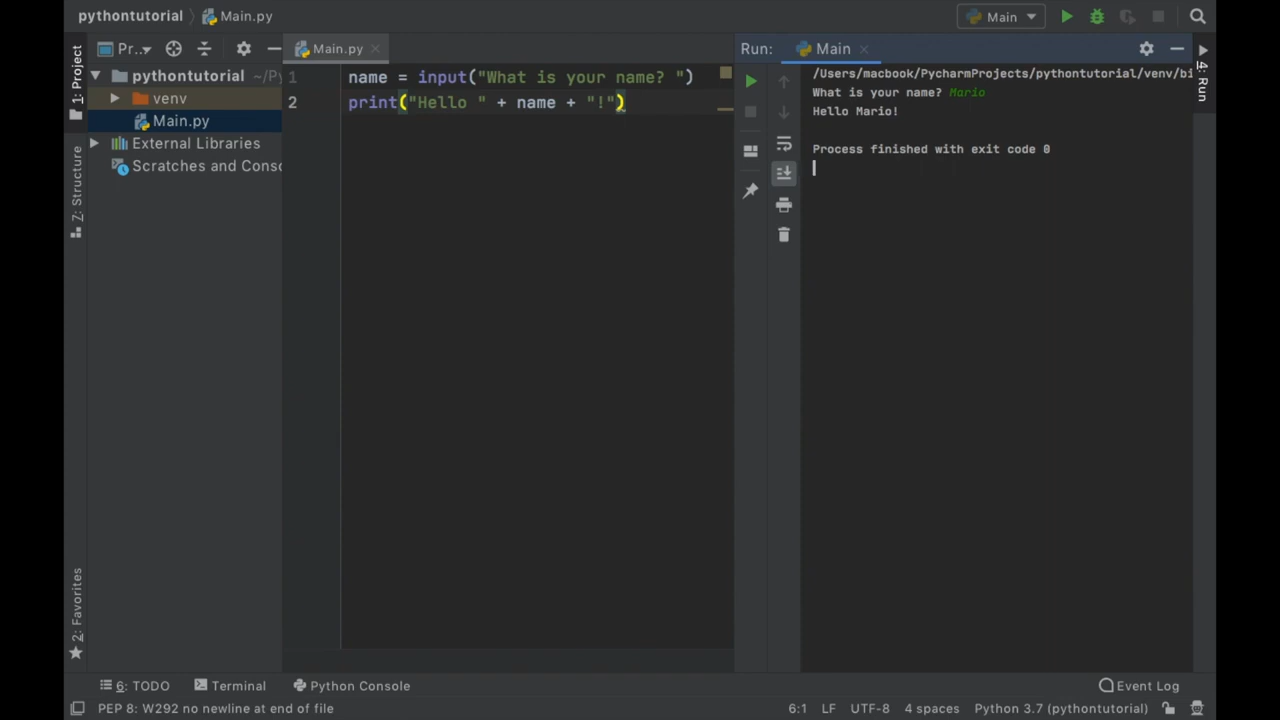 pythontutorial Main.py
Main
1: Project
Pr...
Main.py
Run: Main
4: Run
pythontutorial ~/Py
venv
Main.py
External Libraries
Scratches and Conso
Z: Structure
2: Favorites
1 name = input("What is your name? ")
2 print("Hello " + name + "!")
/Users/macbook/PycharmProjects/pythontutorial/venv/bi
What is your name? Mario
Hello Mario!
Process finished with exit code 0
6: TODO Terminal Python Console Event Log
PEP 8: W292 no newline at end of file 6:1 LF UTF-8 4 spaces Python 3.7 (pythontutorial)